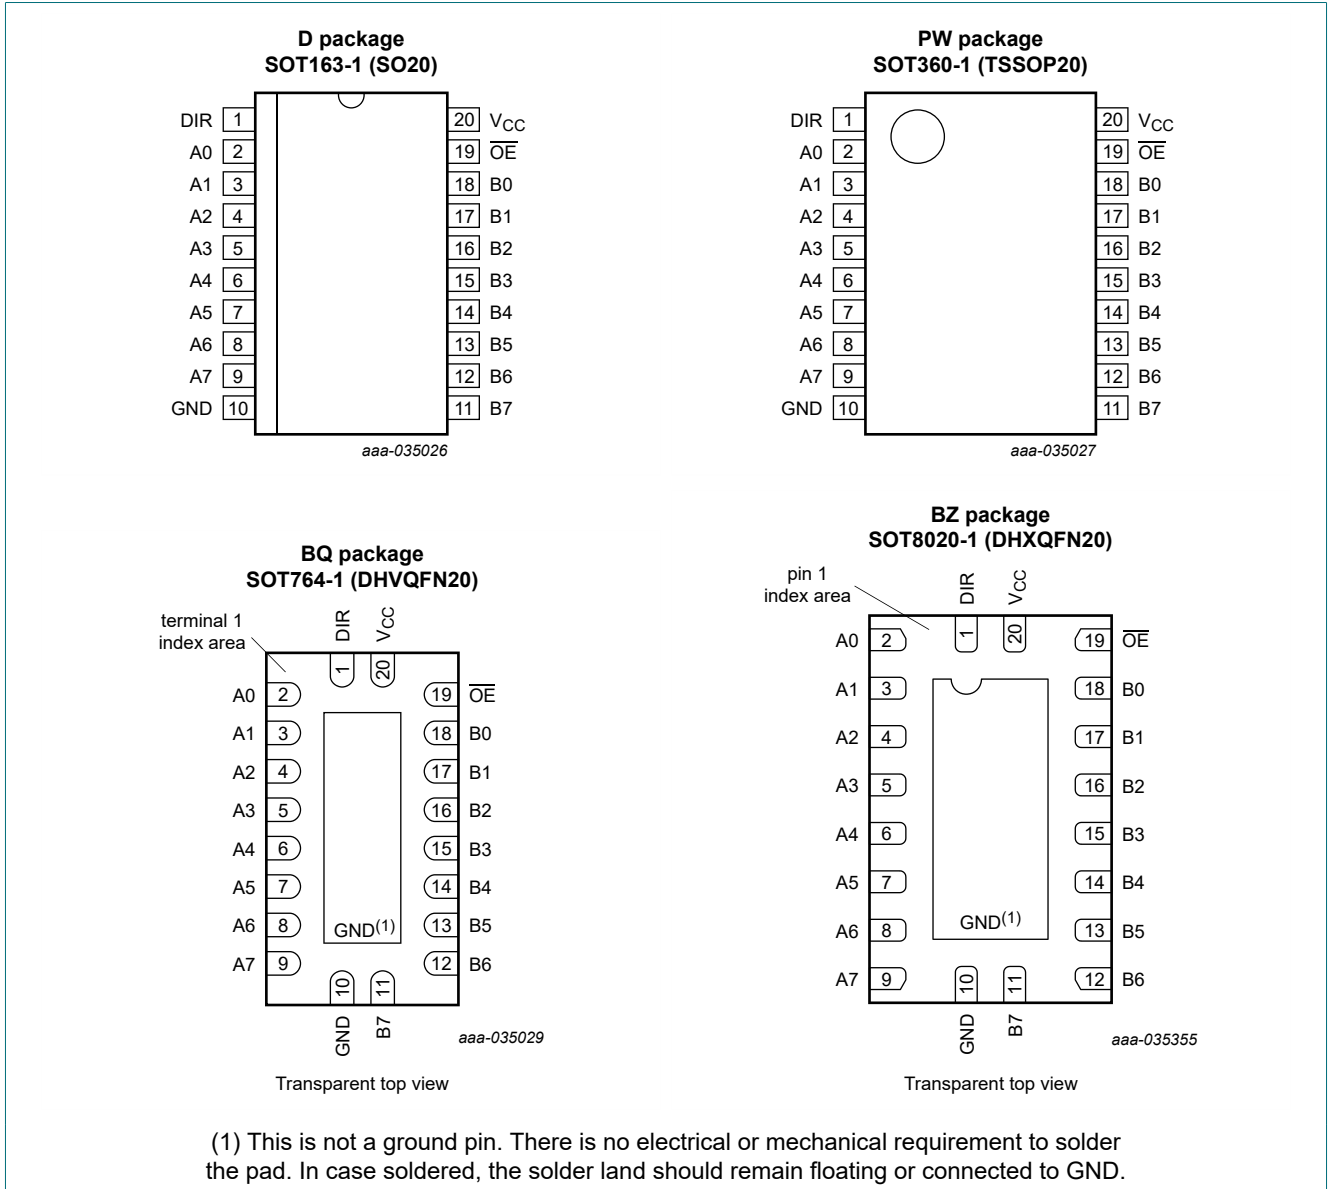 D package
SOT163-1 (SO20)
DIR 1 20 VCC
A0 2 19 OE
A1 3 18 B0
A2 4 17 B1
A3 5 16 B2
A4 6 15 B3
A5 7 14 B4
A6 8 13 B5
A7 9 12 B6
GND 10 11 B7
aaa-035026
PW package
SOT360-1 (TSSOP20)
DIR 1 20 VCC
A0 2 19 OE
A1 3 18 B0
A2 4 17 B1
A3 5 16 B2
A4 6 15 B3
A5 7 14 B4
A6 8 13 B5
A7 9 12 B6
GND 10 11 B7
aaa-035027
BQ package
SOT764-1 (DHVQFN20)
terminal 1
index area
DIR VCC
1 20
A0 2 19 OE
A1 3 18 B0
A2 4 17 B1
A3 5 16 B2
A4 6 15 B3
A5 7 14 B4
A6 8 13 B5
GND(1)
A7 9 12 B6
10 11
GND B7
aaa-035029
Transparent top view
BZ package
SOT8020-1 (DHXQFN20)
pin 1
index area
DIR VCC
1 20
A0 2 19 OE
A1 3 18 B0
A2 4 17 B1
A3 5 16 B2
A4 6 15 B3
A5 7 14 B4
GND(1)
A6 8 13 B5
A7 9 12 B6
10 11
GND B7
aaa-035355
Transparent top view
(1) This is not a ground pin. There is no electrical or mechanical requirement to solder
the pad. In case soldered, the solder land should remain floating or connected to GND.